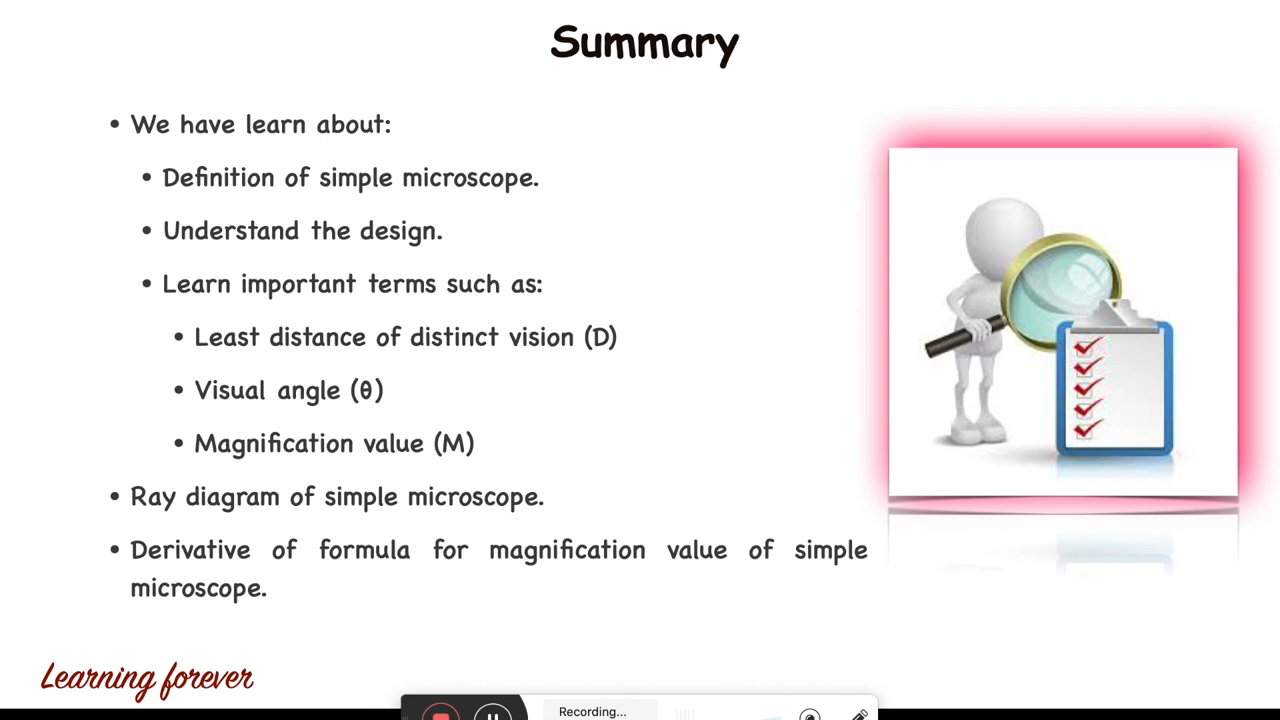 Summary
• We have learn about:
• Definition of simple microscope.
• Understand the design.
• Learn important terms such as:
• Least distance of distinct vision (D)
• Visual angle (θ)
• Magnification value (M)
• Ray diagram of simple microscope.
• Derivative of formula for magnification value of simple
microscope.
Learning forever
Recording...